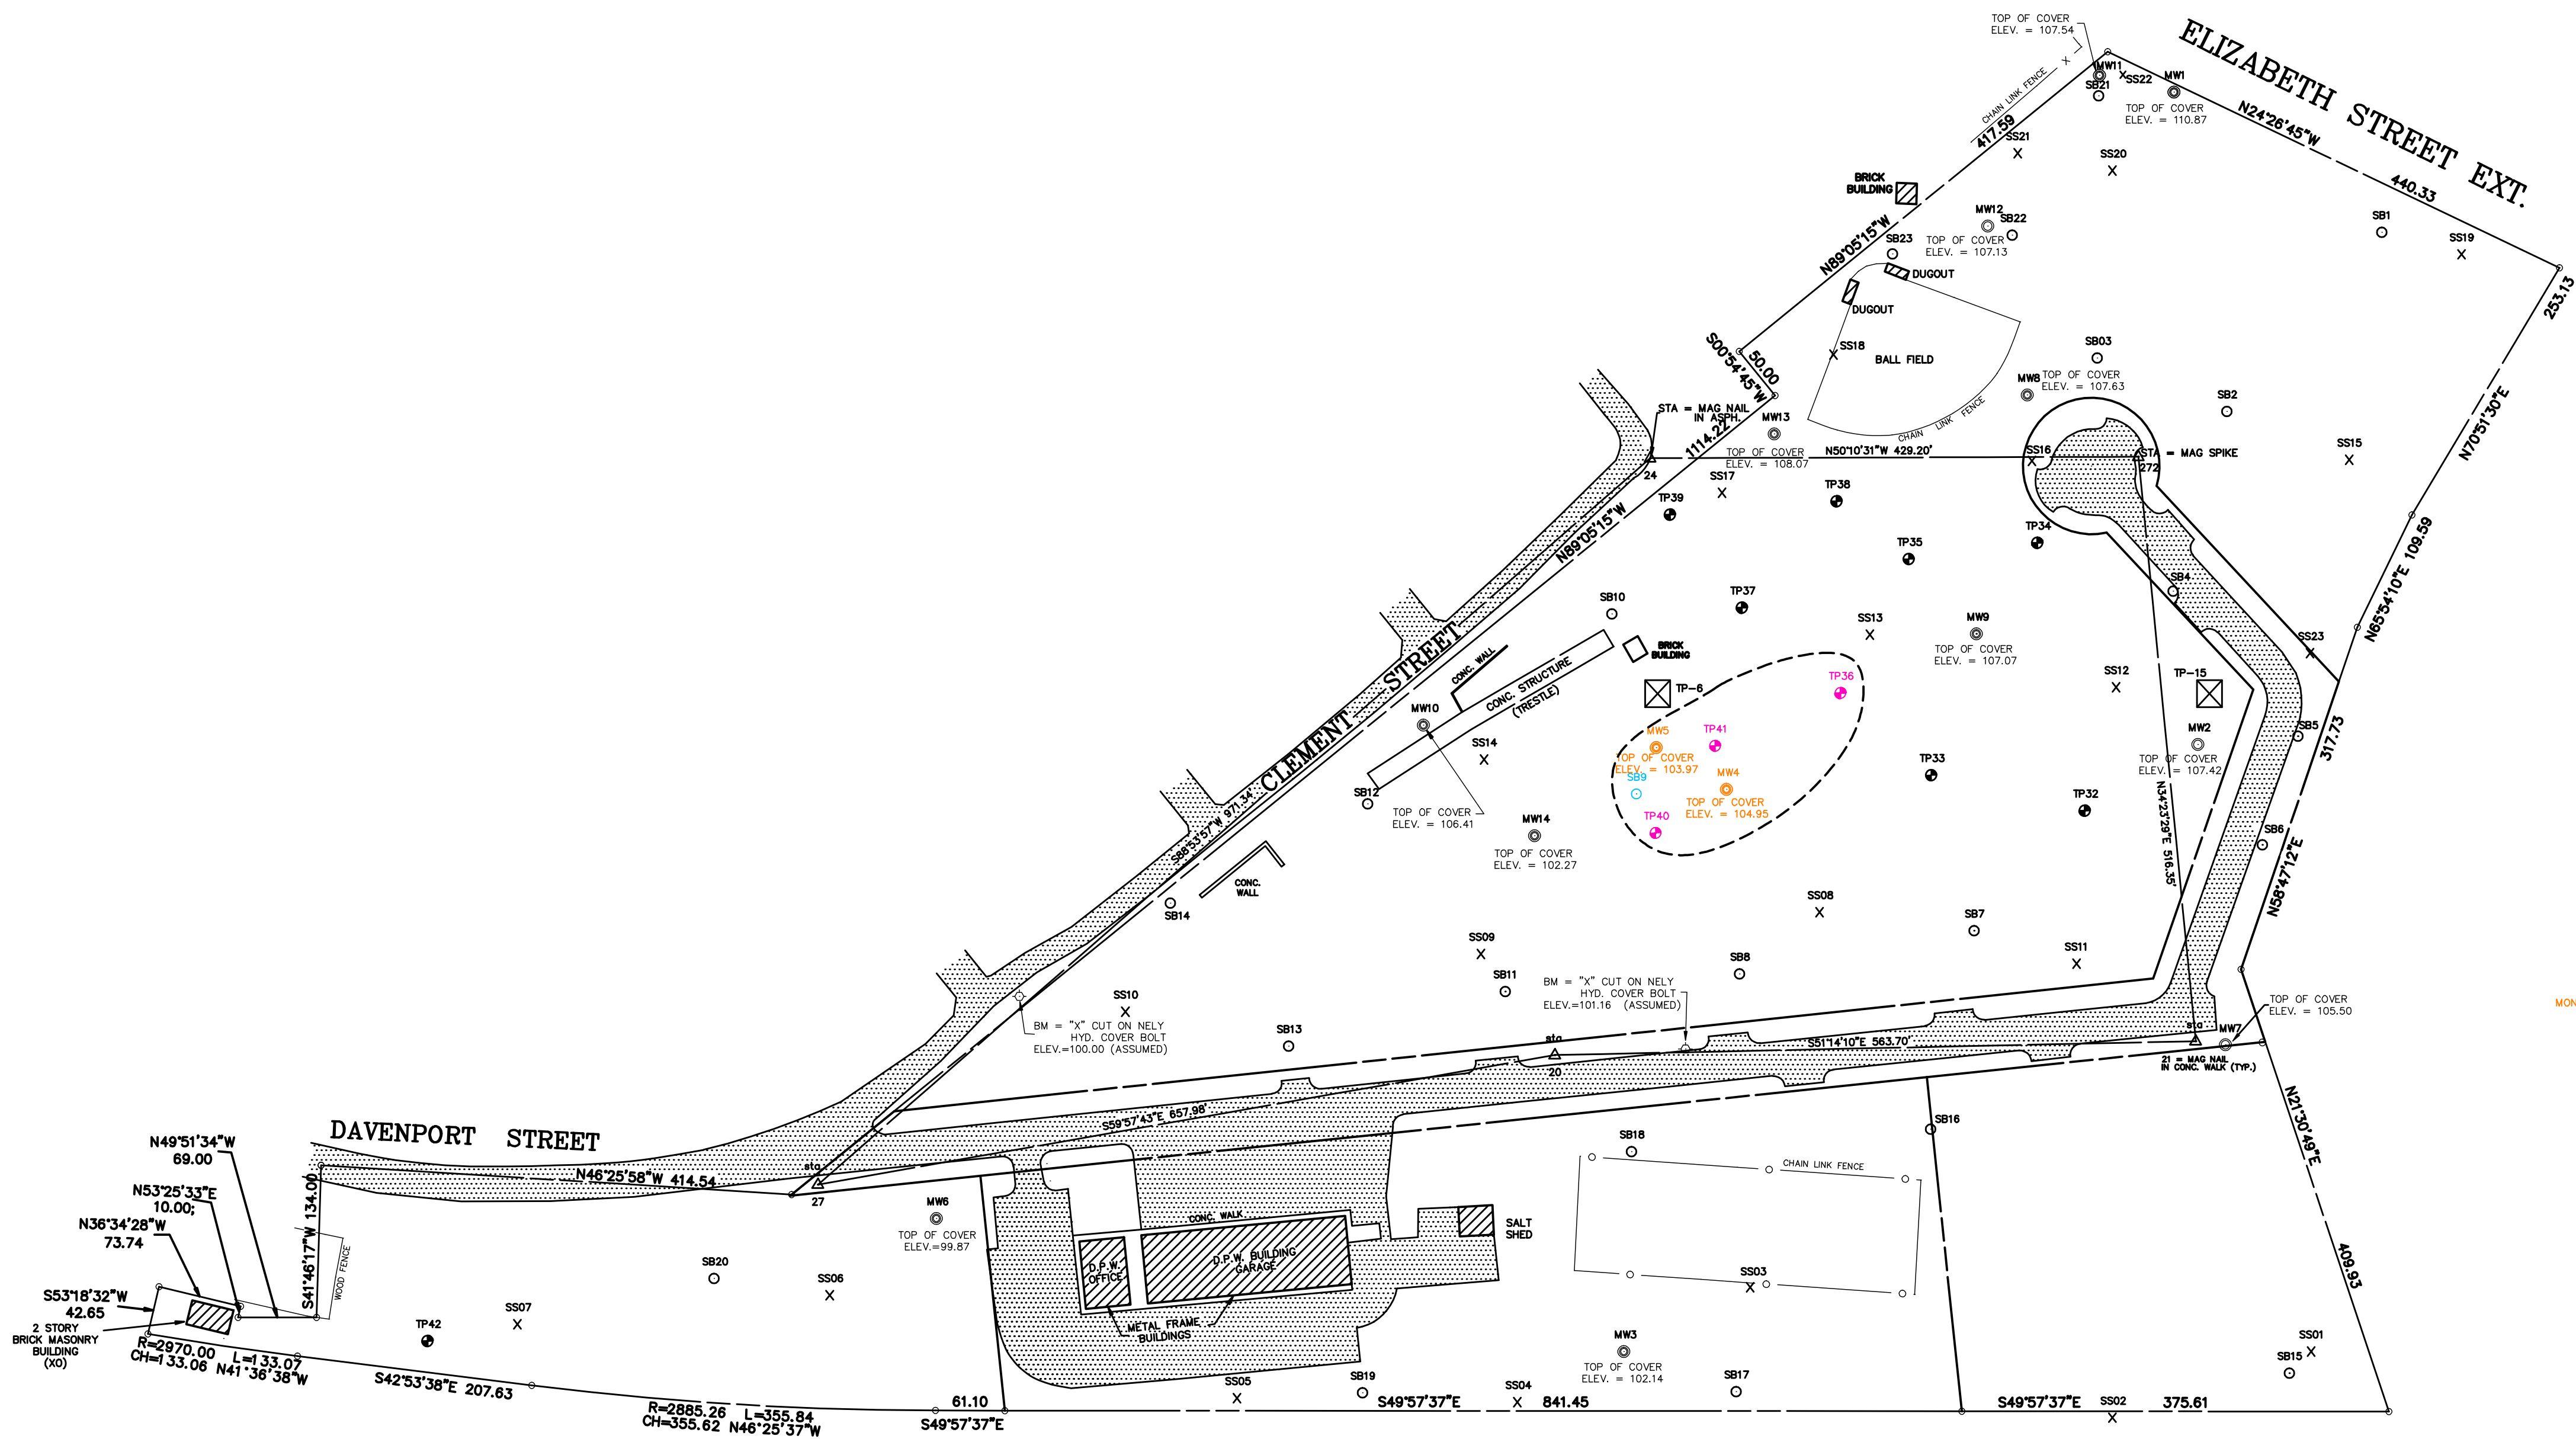 TOP OF COVER
ELEV. = 107.54
ELIZABETH STREET EXT.
CHAIN LINK FENCE
X
417.59
MW11
SB21
SS22
MW1
TOP OF COVER
ELEV. = 110.87
N24°26'45"W
440.33
SS21
SS20
BRICK
BUILDING
MW12
SB22
TOP OF COVER
ELEV. = 107.13
SB23
SB1
SS19
253.13
N89°05'15"W
DUGOUT
DUGOUT
SS18
BALL FIELD
CHAIN LINK FENCE
S00°54'45"W
50.00
SB03
TOP OF COVER
ELEV. = 107.63
MW8
SB2
N70°51'30"E
STA = MAG NAIL
IN ASPH.
1114.22
MW13
TOP OF COVER
ELEV. = 108.07
N50°10'31"W 429.20'
24
SS17
SS16
STA = MAG SPIKE
272
SS15
TP39
TP38
TP35
TP34
N89°05'15"W
N65°54'10"E 109.59
TP37
SB10
SB4
SS13
MW9
TOP OF COVER
ELEV. = 107.07
SS23
CLEMENT STREET
CONC. WALL
CONC. STRUCTURE
(TRESTLE)
BRICK
BUILDING
TP-6
TP36
SS12
TP-15
MW10
MW5
TOP OF COVER
ELEV. = 103.97
TP41
MW2
TOP OF COVER
ELEV. = 107.42
SB5
317.73
SS14
SB9
MW4
TOP OF COVER
ELEV. = 104.95
TP33
TP32
N34°23'29"E 516.35'
SB12
TOP OF COVER
ELEV. = 106.41
TP40
MW14
TOP OF COVER
ELEV. = 102.27
SB6
S88°53'57"W 971.34'
CONC.
WALL
SB14
SS08
SB7
N58°47'12"E
SS09
SS11
SB8
SB11
BM = "X" CUT ON NELY
HYD. COVER BOLT
ELEV.=101.16 (ASSUMED)
SS10
BM = "X" CUT ON NELY
HYD. COVER BOLT
ELEV.=100.00 (ASSUMED)
TOP OF COVER
ELEV. = 105.50
MON
SB13
sta
20
S51°14'10"E 563.70'
sta
MW7
21 = MAG NAIL
IN CONC. WALK (TYP.)
S59°57'43"E 657.98'
DAVENPORT STREET
N49°51'34"W
69.00
N46°25'58"W 414.54
sta
27
SB16
SB18
CHAIN LINK FENCE
N21°30'49"E
409.93
N53°25'33"E
10.00;
N36°34'28"W
73.74
S41°46'17"W 134.00
WOOD FENCE
MW6
TOP OF COVER
ELEV.=99.87
CONC. WALK
SALT
SHED
D.P.W.
OFFICE
D.P.W. BUILDING
GARAGE
METAL FRAME
BUILDINGS
SB20
SS06
SS03
S53°18'32"W
42.65
2 STORY
BRICK MASONRY
BUILDING
(XO)
TP42
SS07
MW3
TOP OF COVER
ELEV. = 102.14
SS01
SB15
R=2970.00 L=133.07
CH=133.06 N41°36'38"W
S42°53'38"E 207.63
R=2885.26 L=355.84
CH=355.62 N46°25'37"W
61.10
S49°57'37"E
SS05
SB19
S49°57'37"E 841.45
SS04
SB17
S49°57'37"E 375.61
SS02